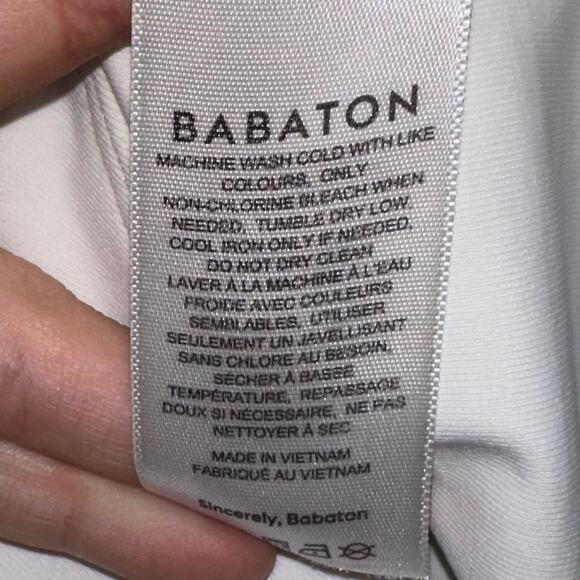 BABATON
MACHINE WASH COLD WITH LIKE
COLOURS, ONLY
NON-CHLORINE BLEACH WHEN
NEEDED, TUMBLE DRY LOW,
COOL IRON ONLY IF NEEDED,
DO NOT DRY CLEAN
LAVER À LA MACHINE À L'EAU
FROIDE AVEC COULEURS
SEMBLABLES, UTILISER
SEULEMENT UN JAVELLISANT
SANS CHLORE AU BESOIN,
SÉCHER À BASSE
TEMPÉRATURE, REPASSAGE
DOUX SI NÉCESSAIRE, NE PAS
NETTOYER À SEC
MADE IN VIETNAM
FABRIQUÉ AU VIETNAM
Sincerely, Babaton